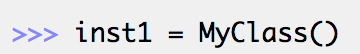 >>> inst1 = MyClass()